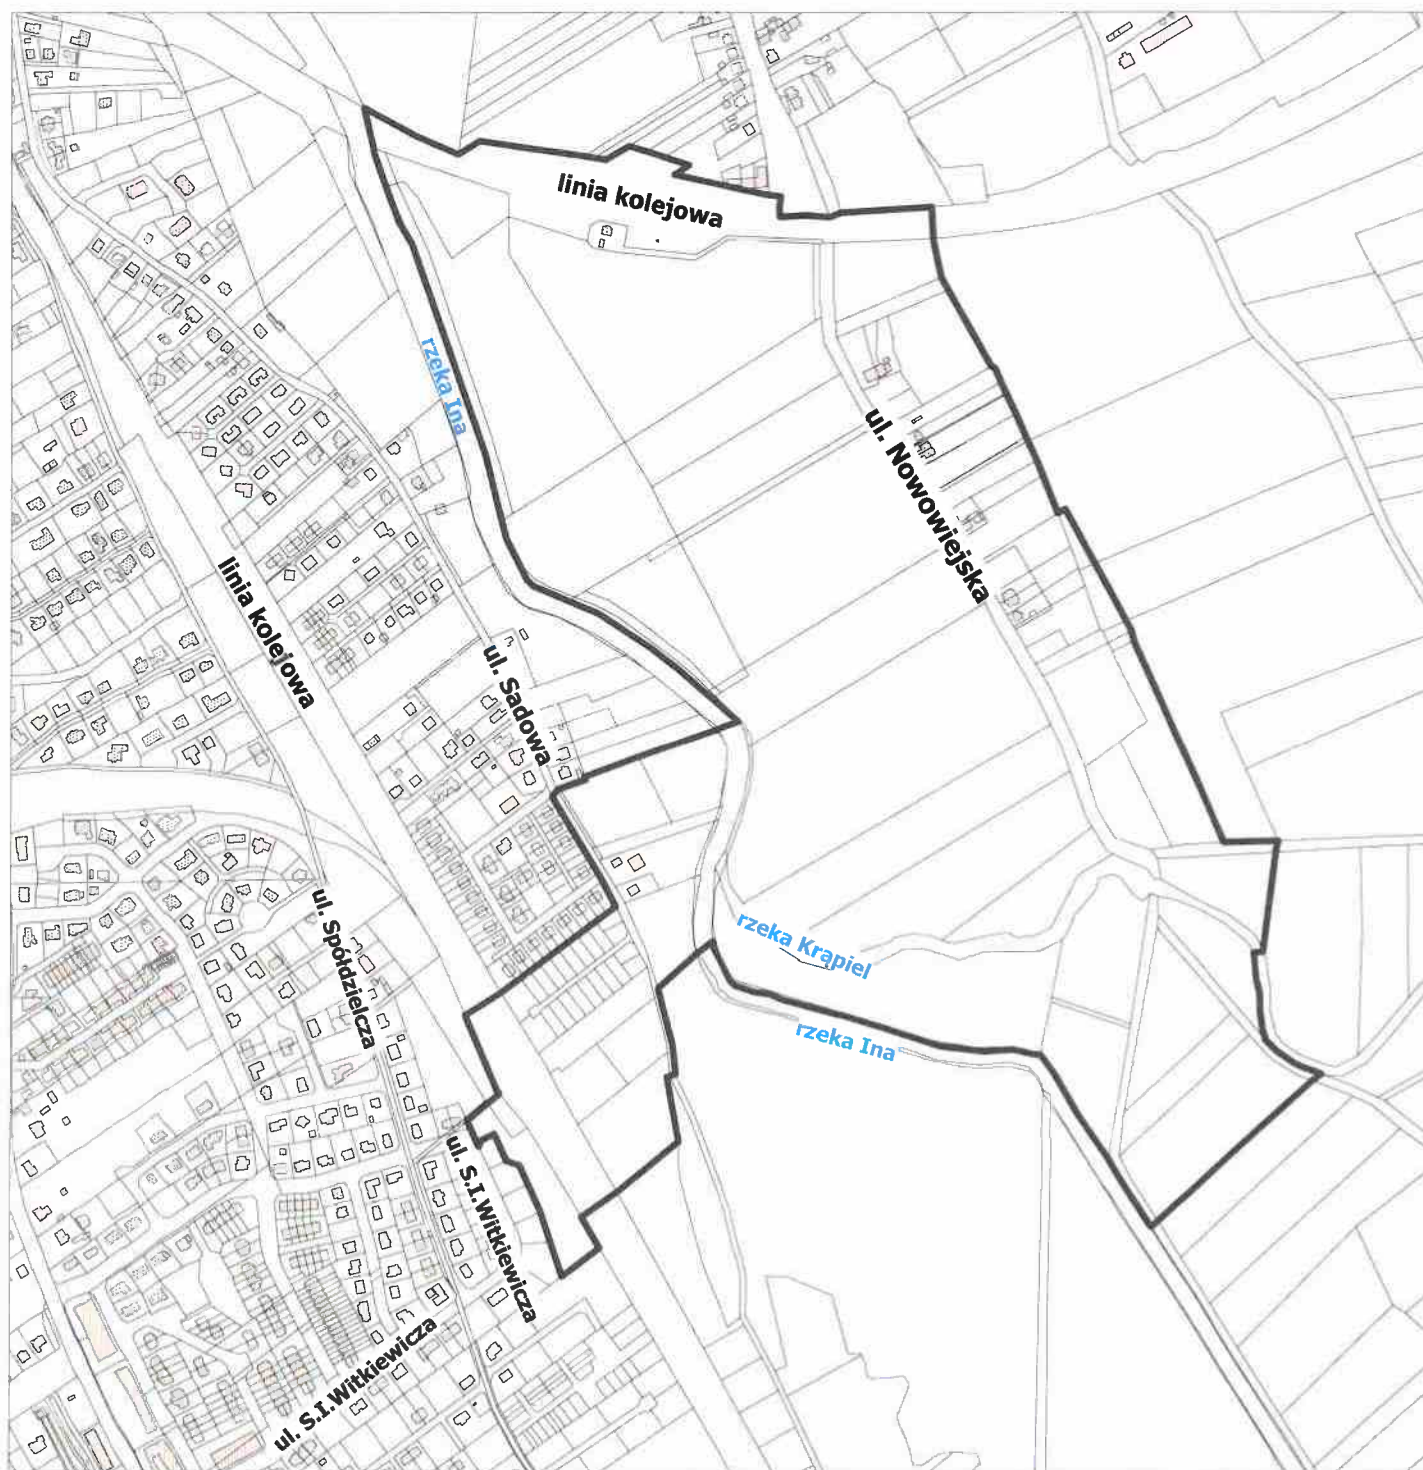 linia kolejowa
rzeka Ina
ul. Nowowiejska
linia kolejowa
ul. Sadowa
ul. Spółdzielcza
rzeka Krąpiel
rzeka Ina
ul. S.I.Witkiewicza
ul. S.I.Witkiewicza